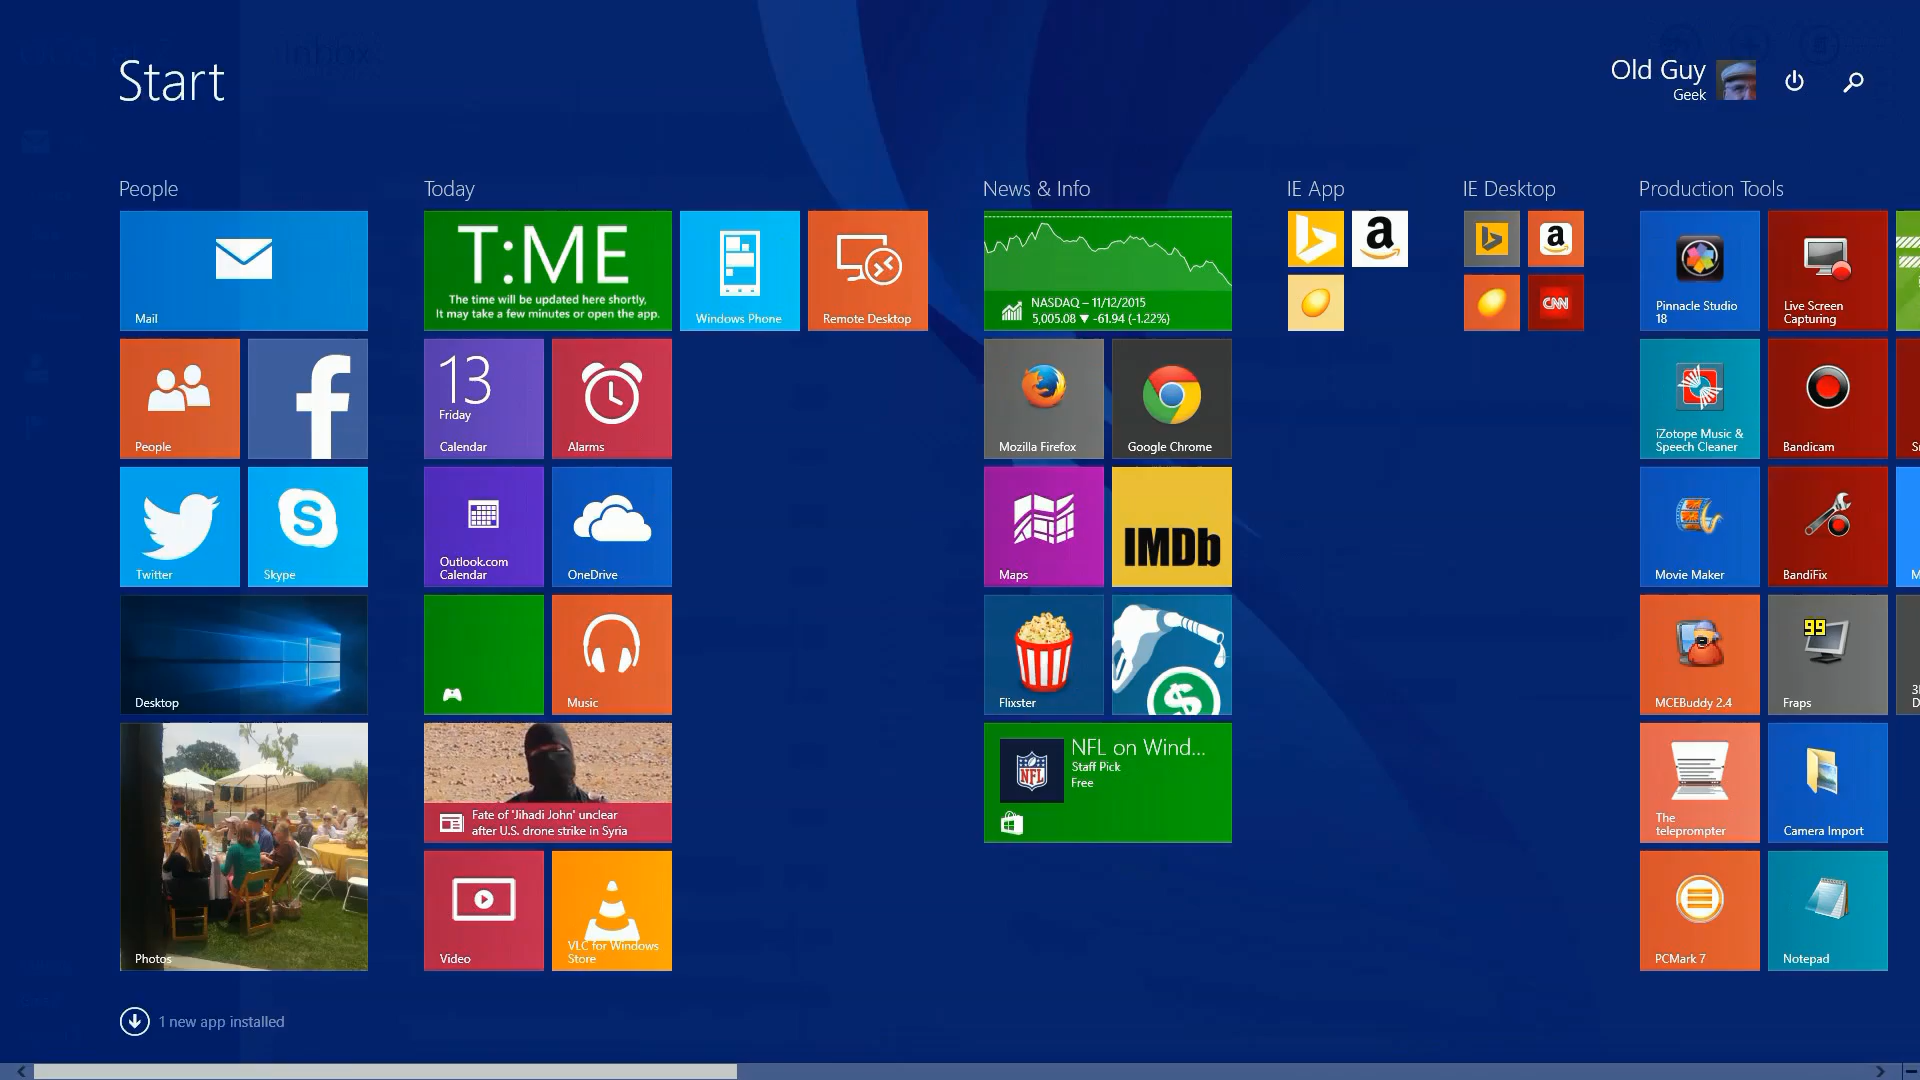 Start
Old Guy
Geek
People
Mail
People
Twitter
Skype
Desktop
Photos
Today
T:ME
The time will be updated here shortly,
It may take a few minutes or open the app.
Windows Phone
Remote Desktop
13
Friday
Calendar
Alarms
Outlook.com
Calendar
OneDrive
Music
Fate of 'Jihadi John' unclear
after U.S. drone strike in Syria
Video
VLC for Windows
Store
News & Info
NASDAQ – 11/12/2015
5,005.08 ▼ -61.94 (-1.22%)
Mozilla Firefox
Google Chrome
Maps
IMDb
Flixster
$
NFL
NFL on Wind...
Staff Pick
Free
IE App
a
IE Desktop
a
CNN
Production Tools
Pinnacle Studio
18
Live Screen
Capturing
iZotope Music &
Speech Cleaner
Bandicam
Movie Maker
BandiFix
MCEBuddy 2.4
99
Fraps
The
teleprompter
Camera Import
PCMark 7
Notepad
1 new app installed